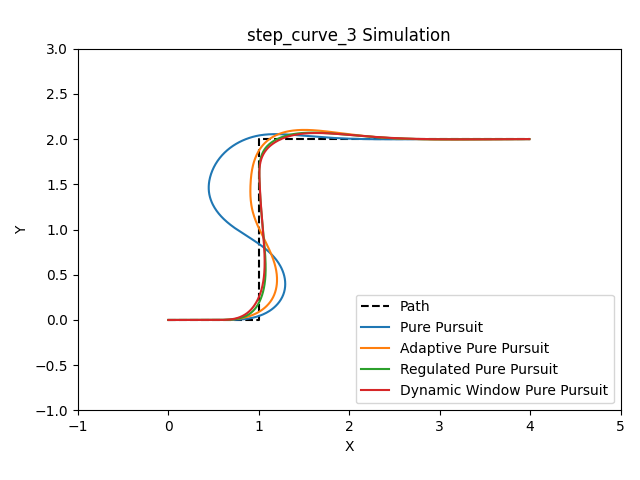 step_curve_3 Simulation
3.0
2.5
2.0
1.5
1.0
0.5
0.0
−0.5
−1.0
Y
Path
Pure Pursuit
Adaptive Pure Pursuit
Regulated Pure Pursuit
Dynamic Window Pure Pursuit
−1 0 1 2 3 4 5
X